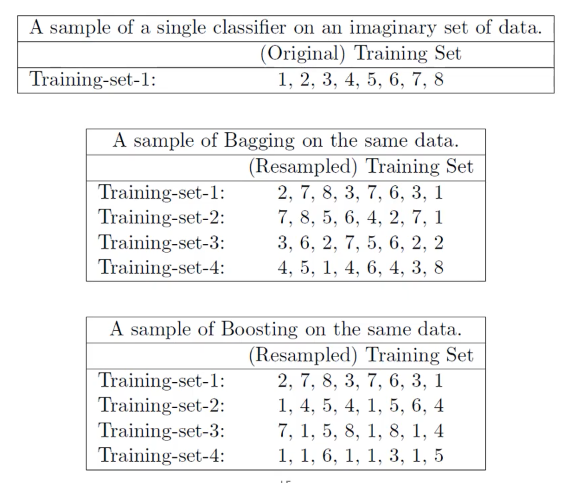 A sample of a single classifier on an imaginary set of data.
(Original) Training Set
Training-set-1: 1, 2, 3, 4, 5, 6, 7, 8
A sample of Bagging on the same data.
(Resampled) Training Set
Training-set-1: 2, 7, 8, 3, 7, 6, 3, 1
Training-set-2: 7, 8, 5, 6, 4, 2, 7, 1
Training-set-3: 3, 6, 2, 7, 5, 6, 2, 2
Training-set-4: 4, 5, 1, 4, 6, 4, 3, 8
A sample of Boosting on the same data.
(Resampled) Training Set
Training-set-1: 2, 7, 8, 3, 7, 6, 3, 1
Training-set-2: 1, 4, 5, 4, 1, 5, 6, 4
Training-set-3: 7, 1, 5, 8, 1, 8, 1, 4
Training-set-4: 1, 1, 6, 1, 1, 3, 1, 5